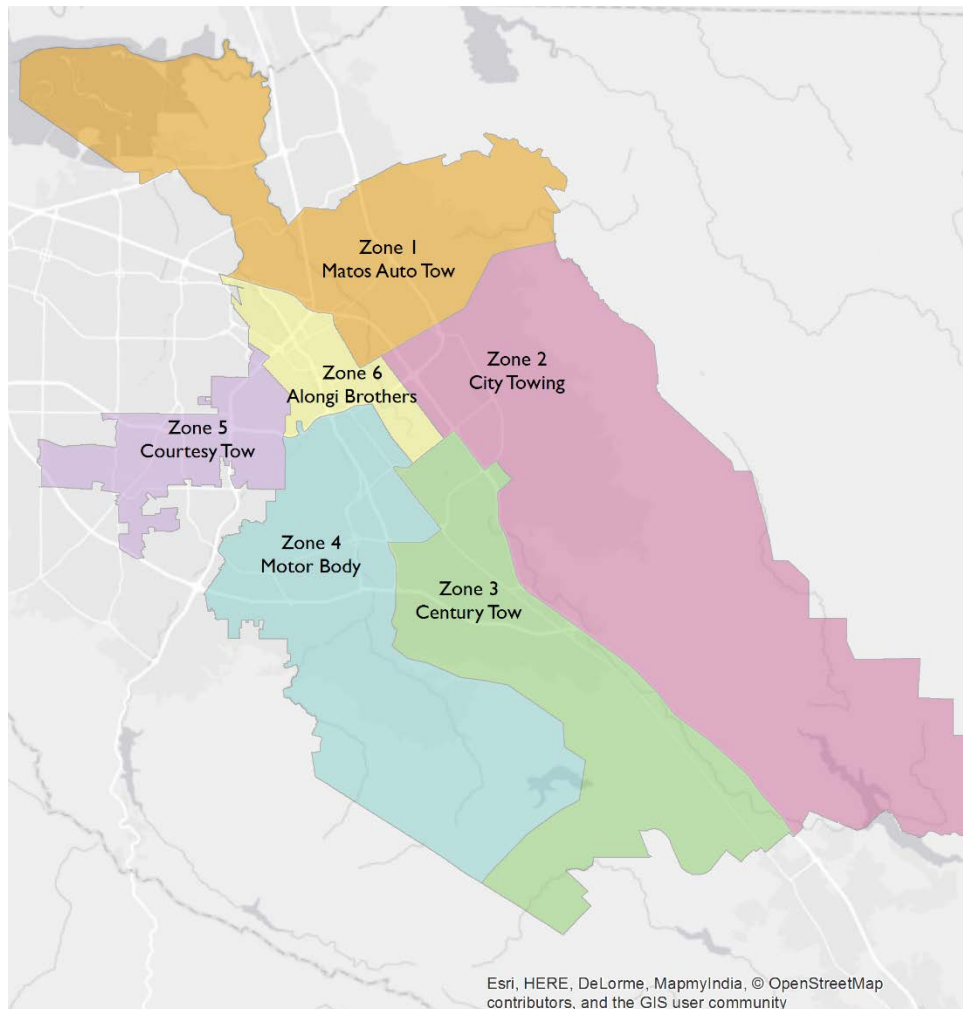 Zone 1
Matos Auto Tow
Zone 2
City Towing
Zone 6
Alongi Brothers
Zone 5
Courtesy Tow
Zone 4
Motor Body
Zone 3
Century Tow
Esri, HERE, DeLorme, MapmyIndia, © OpenStreetMap
contributors, and the GIS user community